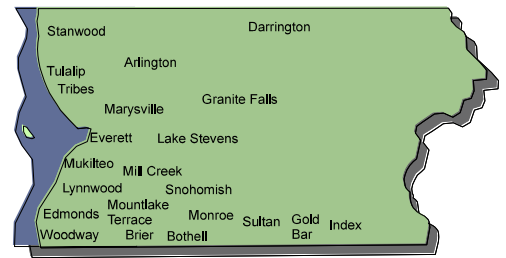 Darrington
Stanwood
Arlington
Tulalip
Tribes
Granite Falls
Marysville
Everett
Lake Stevens
Mukilteo
Mill Creek
Lynnwood
Snohomish
Mountlake
Terrace
Edmonds
Monroe
Sultan
Gold
Bar
Index
Woodway
Brier
Bothell